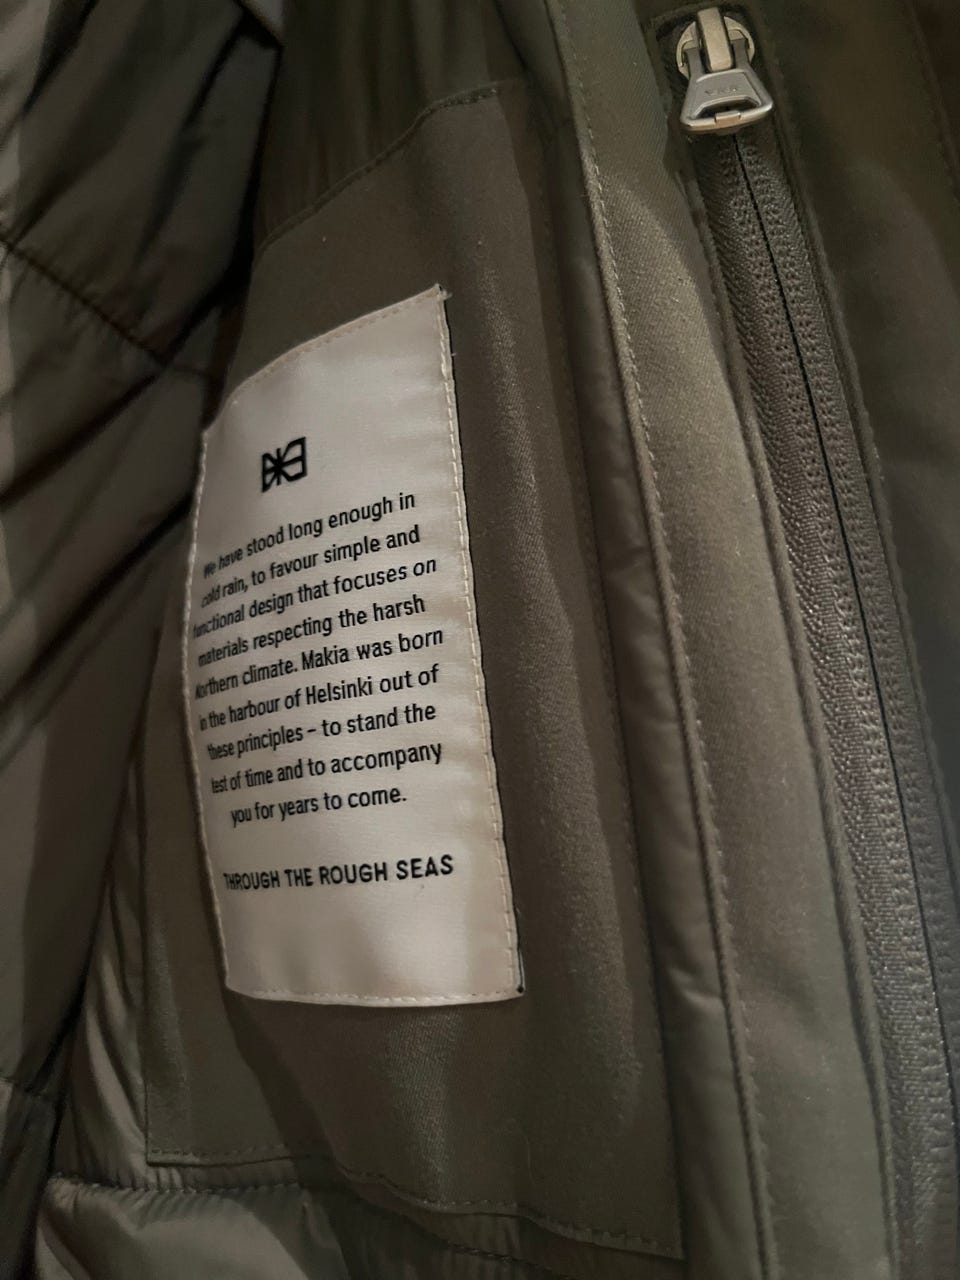 We have stood long enough in
cold rain, to favour simple and
functional design that focuses on
materials respecting the harsh
Northern climate. Makia was born
in the harbour of Helsinki out of
these principles – to stand the
test of time and to accompany
you for years to come.
THROUGH THE ROUGH SEAS